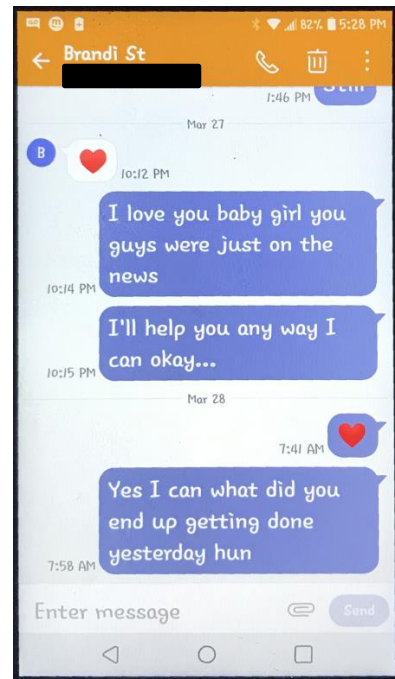 82% 5:28 PM
Brandi St
1:46 PM Still
Mar 27
B
10:12 PM
I love you baby girl you
guys were just on the
news
10:14 PM
I'll help you any way I
can okay...
10:15 PM
Mar 28
7:41 AM
Yes I can what did you
end up getting done
yesterday hun
7:58 AM
Enter message
Send